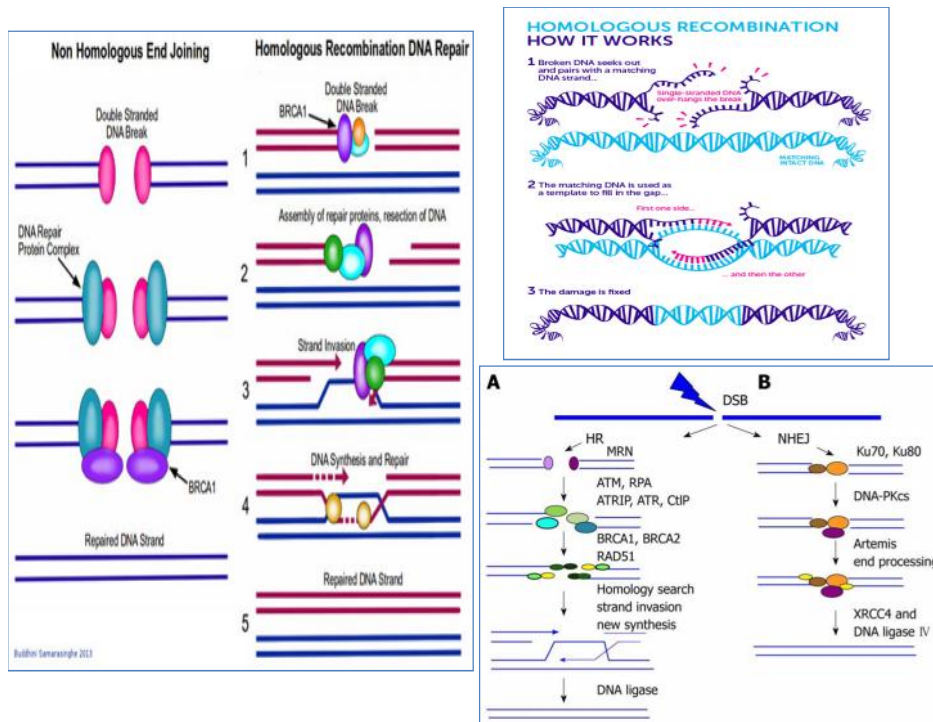 Non Homologous End Joining
Double Stranded
DNA Break
DNA Repair
Protein Complex
BRCA1
Repaired DNA Strand
Buddhini Samarasinghe 2013
Homologous Recombination DNA Repair
Double Stranded
DNA Break
BRCA1
1
Assembly of repair proteins, resection of DNA
2
Strand Invasion
3
DNA Synthesis and Repair
4
Repaired DNA Strand
5
HOMOLOGOUS RECOMBINATION
HOW IT WORKS
1 Broken DNA seeks out
and pairs with a matching
DNA strand...
Single-stranded DNA
over-hangs the break
MATCHING
INTACT DNA
2 The matching DNA is used as
a template to fill in the gap...
First one side...
... and then the other
3 The damage is fixed
A
B
DSB
HR
MRN
ATM, RPA
ATRIP, ATR, CtIP
BRCA1, BRCA2
RAD51
Homology search
strand invasion
new synthesis
DNA ligase
NHEJ
Ku70, Ku80
DNA-PKcs
Artemis
end processing
XRCC4 and
DNA ligase Ⅳ